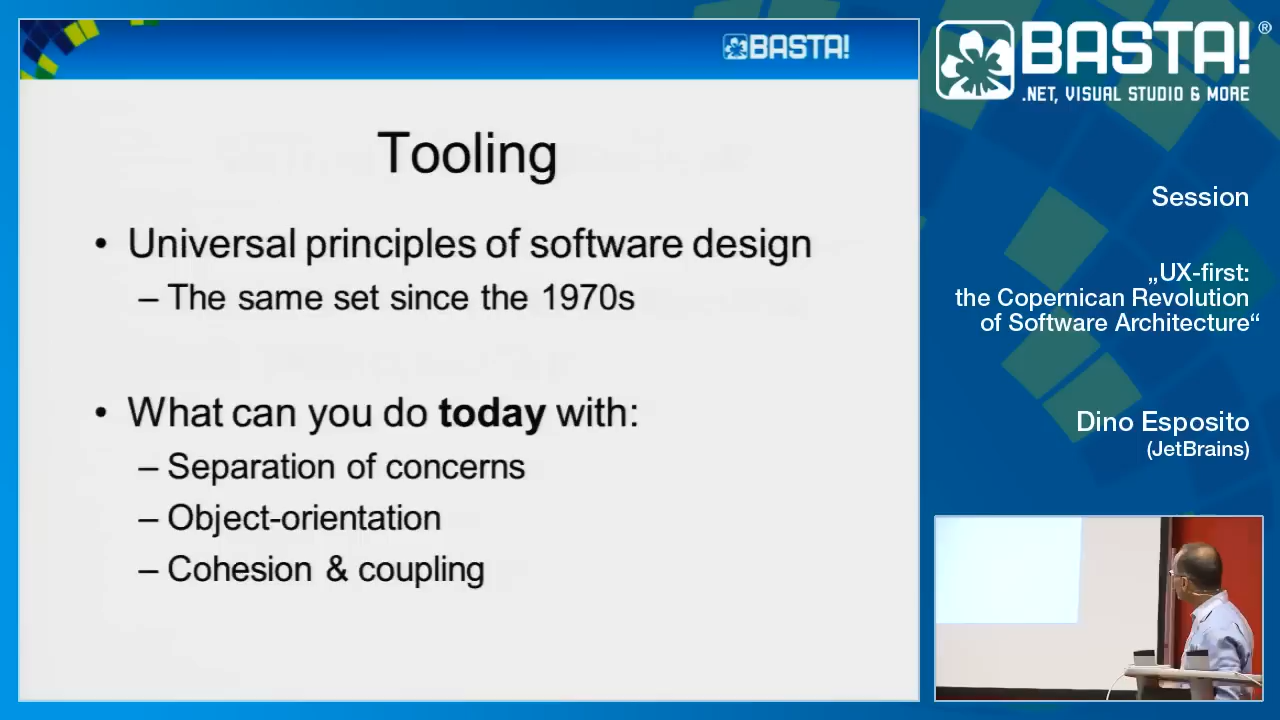 BASTA!
Tooling
• Universal principles of software design
– The same set since the 1970s
• What can you do today with:
– Separation of concerns
– Object-orientation
– Cohesion & coupling
BASTA!®
.NET, VISUAL STUDIO & MORE
Session
„UX-first:
the Copernican Revolution
of Software Architecture“
Dino Esposito
(JetBrains)